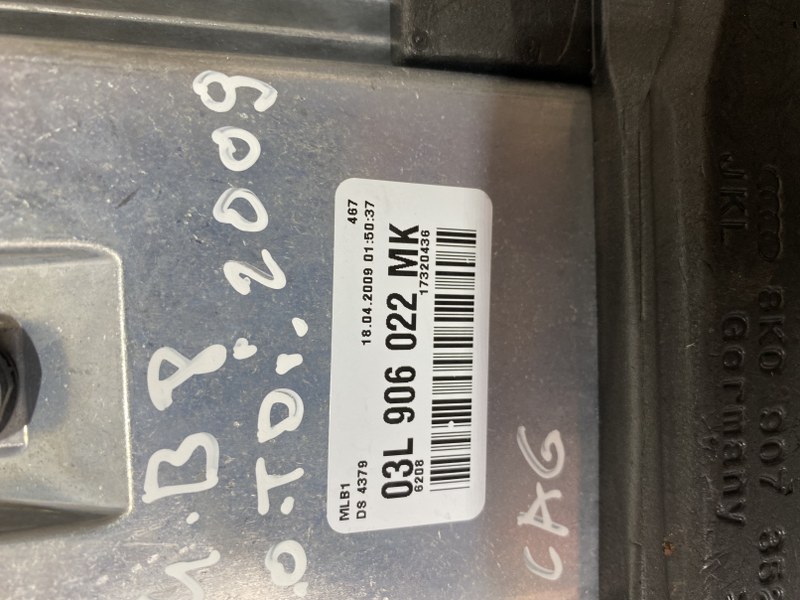 B8 2009
TDi.
MLB1 467
DS 4379 18.04.2009 01:50:37
03L 906 022 MK
6208 17320436
CAG
8K0 907
JKL Germany